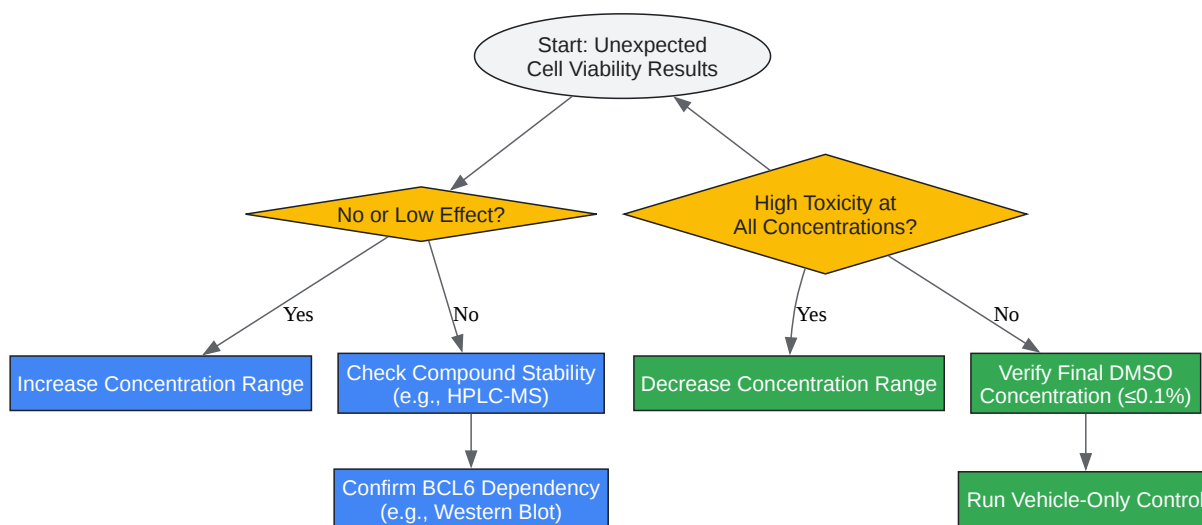 Start: Unexpected
Cell Viability Results
No or Low Effect?
High Toxicity at
All Concentrations?
Yes
No
Yes
No
Increase Concentration Range
Check Compound Stability
(e.g., HPLC-MS)
Decrease Concentration Range
Verify Final DMSO
Concentration (≤0.1%)
Confirm BCL6 Dependency
(e.g., Western Blot)
Run Vehicle-Only Control